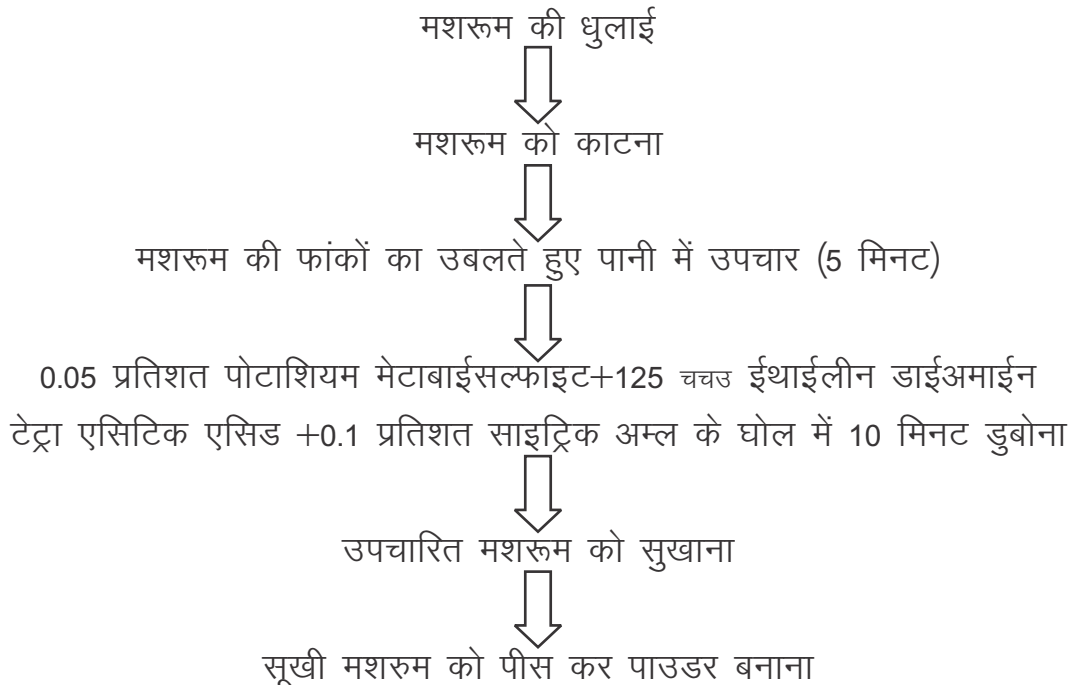 मशरूम की धुलाई
मशरूम को काटना
मशरूम की फांकों का उबलते हुए पानी में उपचार (5 मिनट)
0.05 प्रतिशत पोटाशियम मेटाबाईसल्फाइट+125 चचउ ईथाईलीन डाईअमाईन
टेट्रा एसिटिक एसिड +0.1 प्रतिशत साइट्रिक अम्ल के घोल में 10 मिनट डुबोना
उपचारित मशरूम को सुखाना
सूखी मशरुम को पीस कर पाउडर बनाना